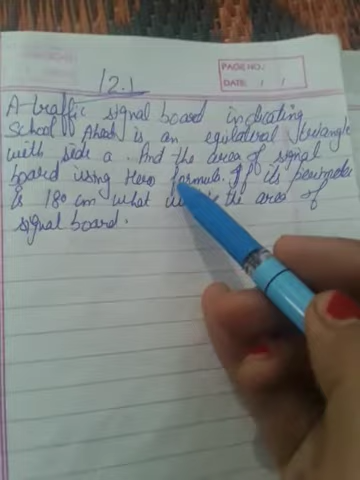 12.1
PAGE NO.:
DATE: / /
A traffic signal board indicating
School Ahead is an equilateral triangle
with side a. find the area of signal
board using Hero formula. If its perimeter
is 180 cm what the area of
signal board.